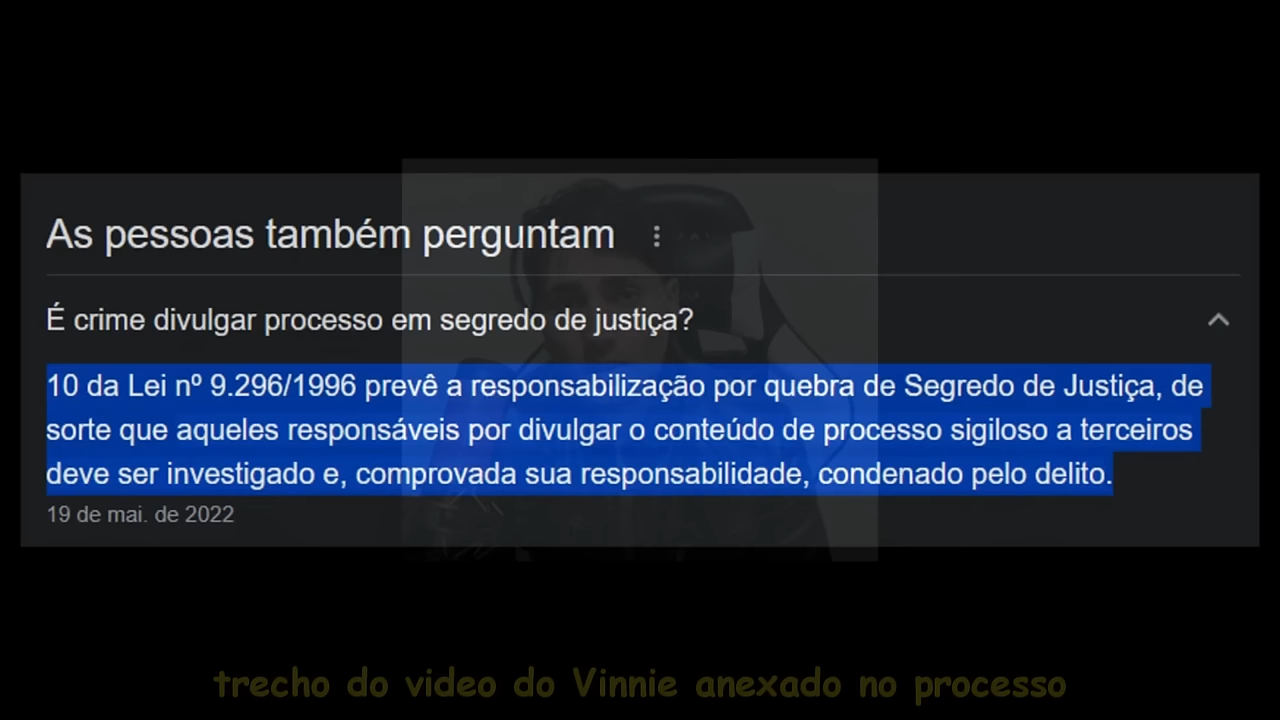 As pessoas também perguntam
É crime divulgar processo em segredo de justiça?
10 da Lei nº 9.296/1996 prevê a responsabilização por quebra de Segredo de Justiça, de
sorte que aqueles responsáveis por divulgar o conteúdo de processo sigiloso a terceiros
deve ser investigado e, comprovada sua responsabilidade, condenado pelo delito.
19 de mai. de 2022
trecho do video do Vinnie anexado no processo